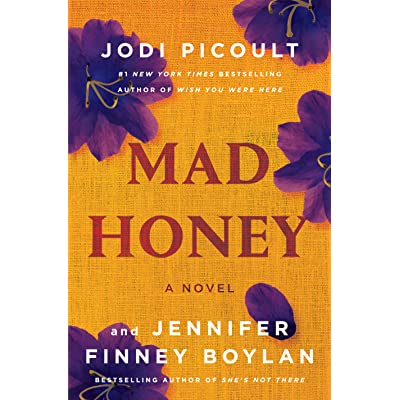 JODI PICOULT
#1 NEW YORK TIMES BESTSELLING
AUTHOR OF WISH YOU WERE HERE
MAD
HONEY
A NOVEL
and JENNIFER
FINNEY BOYLAN
BESTSELLING AUTHOR OF SHE'S NOT THERE